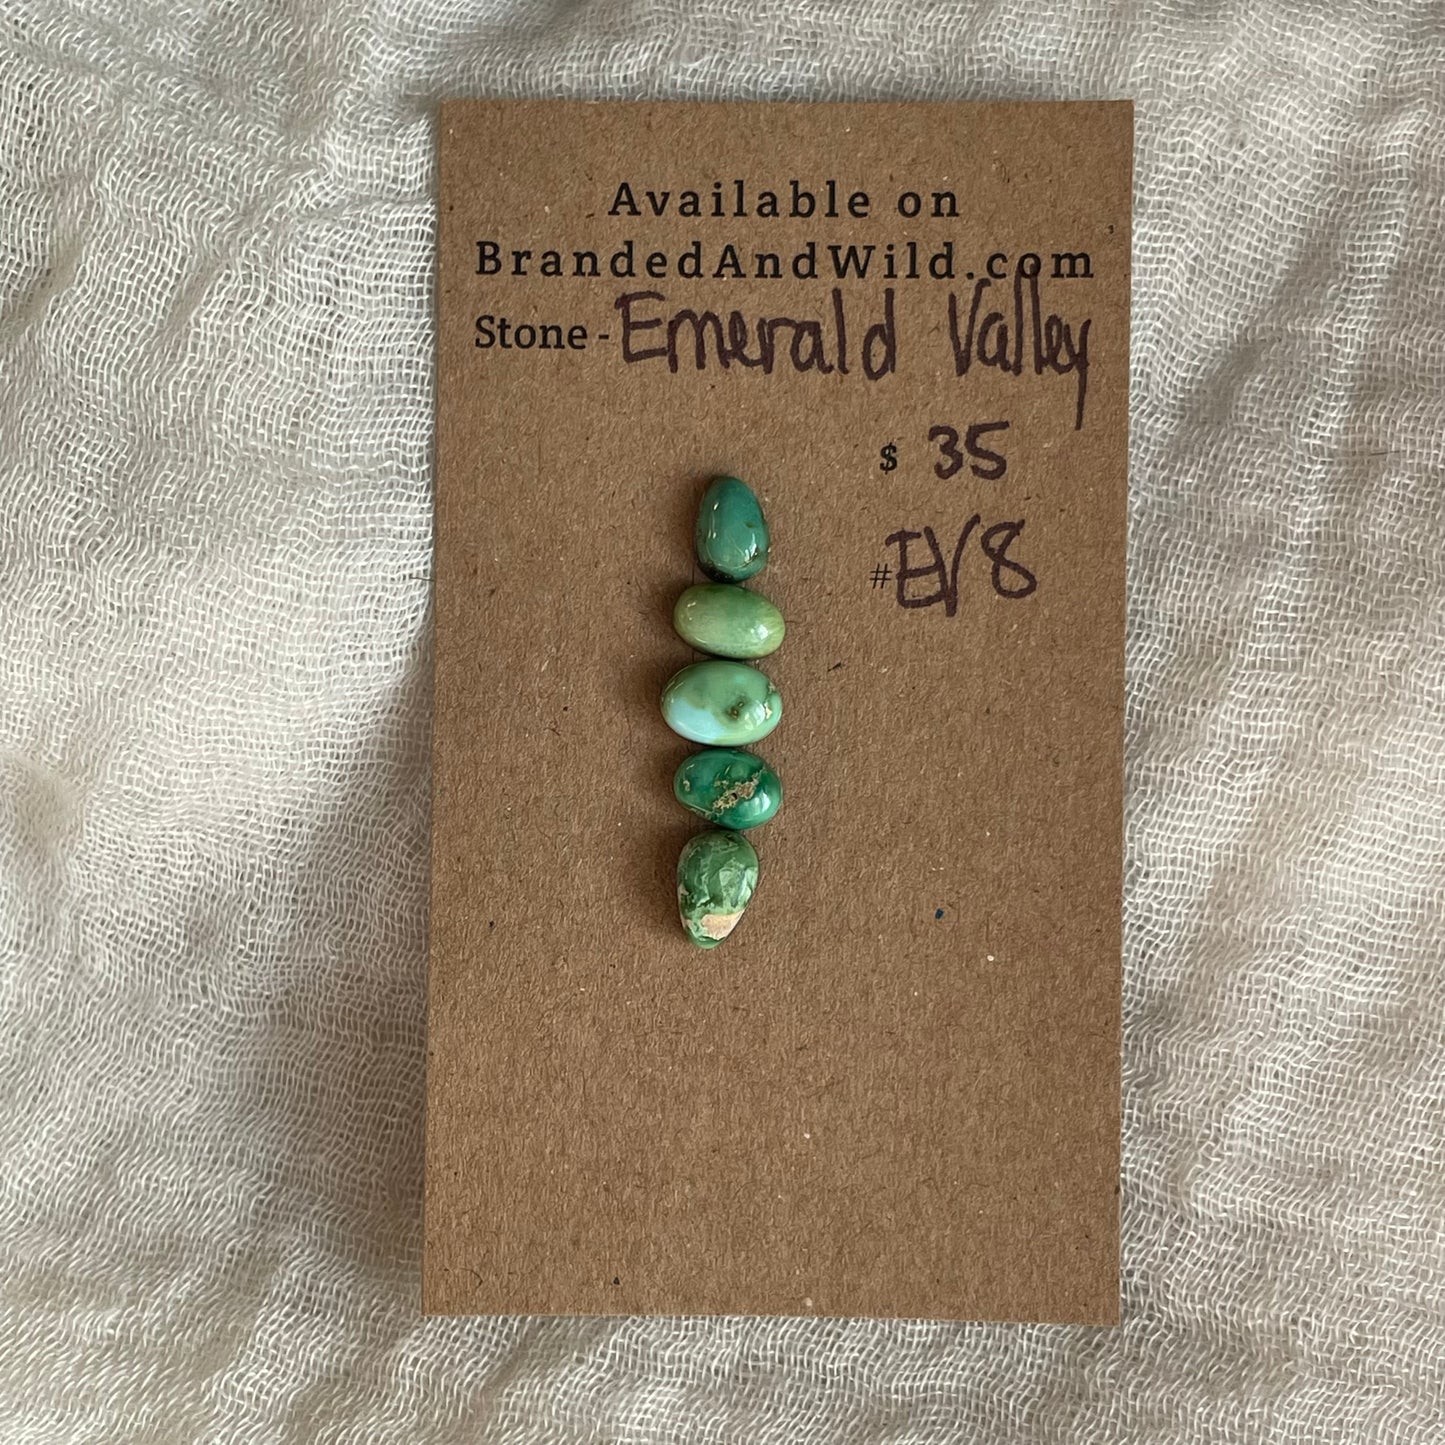 Available on
BrandedAndWild.com
Stone - Emerald Valley
$ 35
# EV8